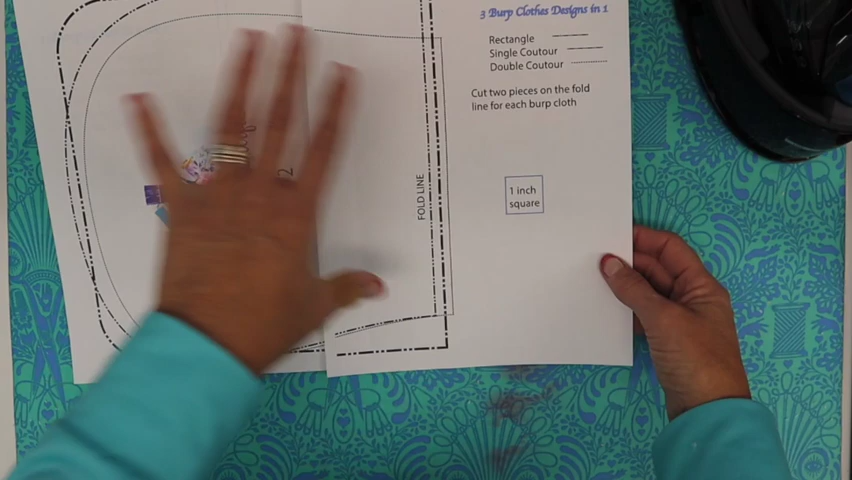 3 Burp Clothes Designs in 1
Rectangle
Single Coutour
Double Coutour
Cut two pieces on the fold
line for each burp cloth
1 inch
square
FOLD LINE
2